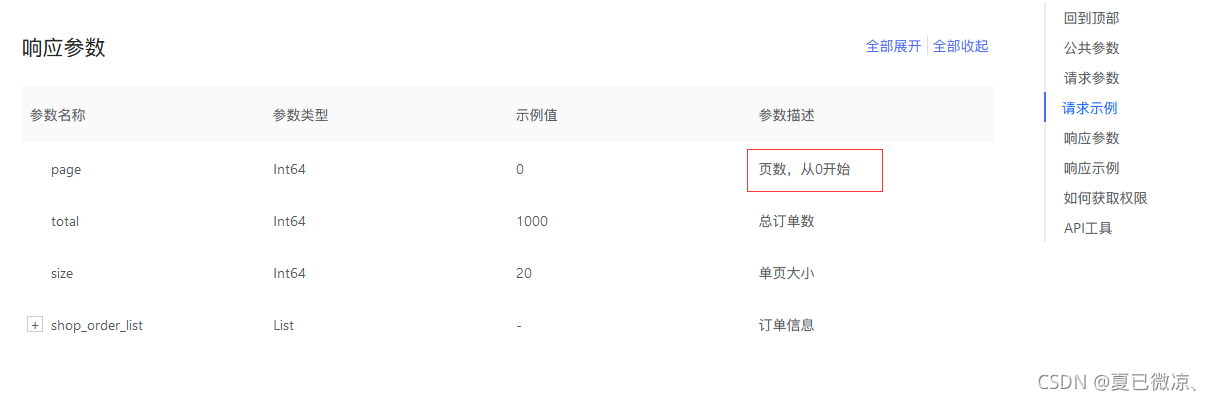 响应参数
全部展开 全部收起
参数名称 参数类型 示例值 参数描述
page Int64 0 页数，从0开始
total Int64 1000 总订单数
size Int64 20 单页大小
+ shop_order_list List - 订单信息
回到顶部
公共参数
请求参数
请求示例
响应参数
响应示例
如何获取权限
API工具
CSDN @夏已微凉、